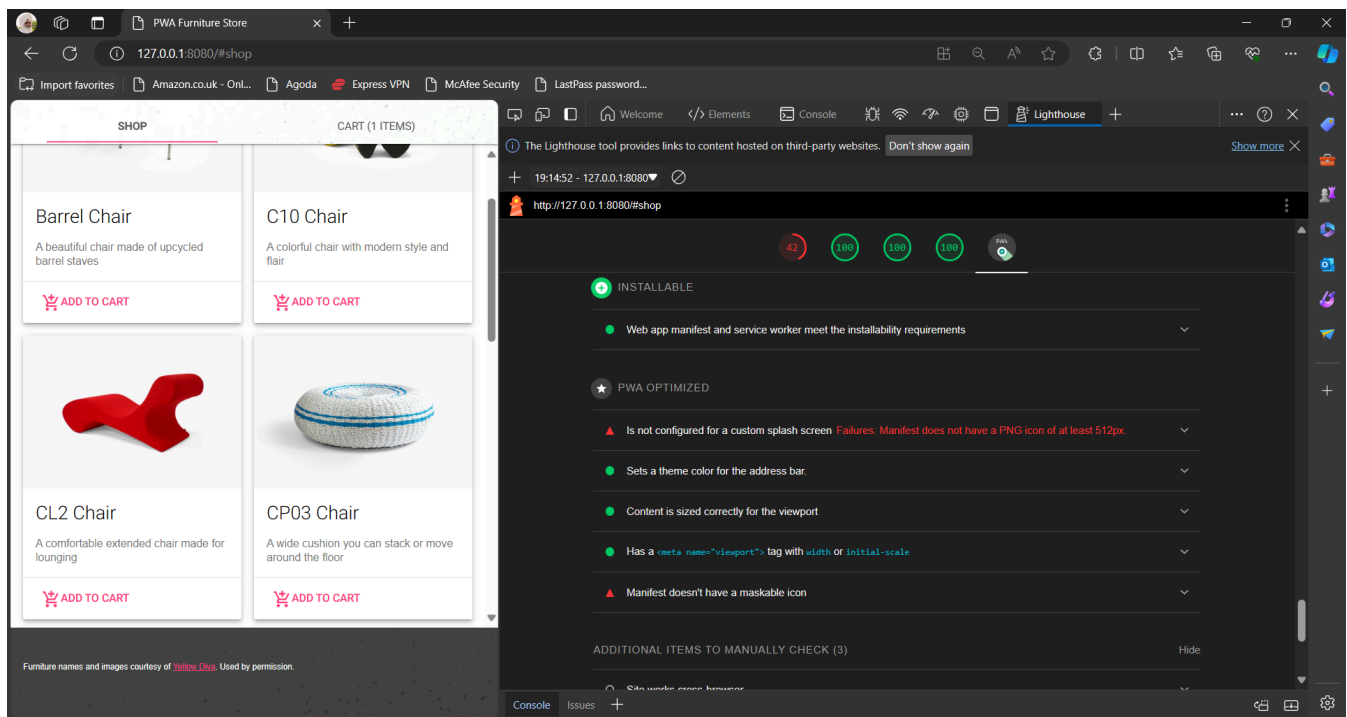 PWA Furniture Store
127.0.0.1:8080/#shop
Import favorites
Amazon.co.uk - Onl...
Agoda
Express VPN
McAfee Security
LastPass password...
SHOP
CART (1 ITEMS)
Barrel Chair
A beautiful chair made of upcycled
barrel staves
ADD TO CART
C10 Chair
A colorful chair with modern style and
flair
ADD TO CART
CL2 Chair
A comfortable extended chair made for
lounging
ADD TO CART
CP03 Chair
A wide cushion you can stack or move
around the floor
ADD TO CART
Furniture names and images courtesy of Yellow Diva. Used by permission.
Welcome
Elements
Console
Lighthouse
The Lighthouse tool provides links to content hosted on third-party websites. Don't show again
Show more
19:14:52 - 127.0.0.1:8080
http://127.0.0.1:8080/#shop
42
100
100
100
PWA
INSTALLABLE
Web app manifest and service worker meet the installability requirements
PWA OPTIMIZED
Is not configured for a custom splash screen Failures: Manifest does not have a PNG icon of at least 512px.
Sets a theme color for the address bar.
Content is sized correctly for the viewport
Has a <meta name="viewport"> tag with width or initial-scale
Manifest doesn't have a maskable icon
ADDITIONAL ITEMS TO MANUALLY CHECK (3)
Hide
Site works cross-browser
Console
Issues